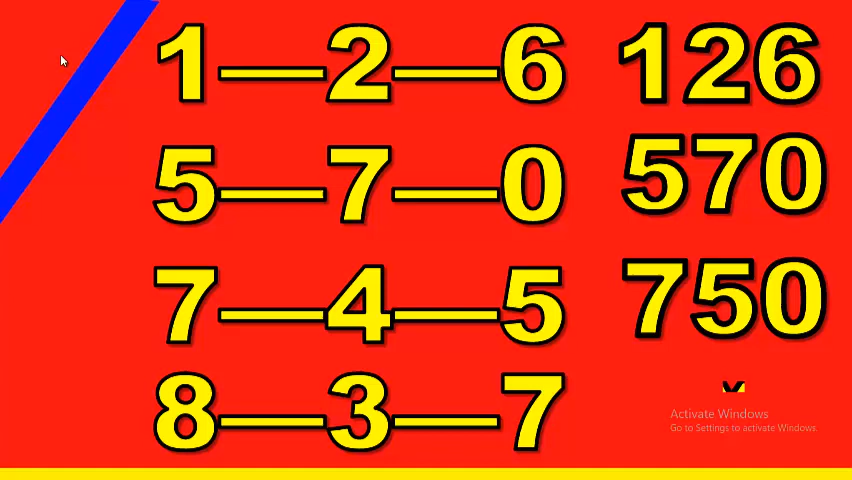 1—2—6 126
5—7—0 570
7—4—5 750
8—3—7
Activate Windows
Go to Settings to activate Windows.